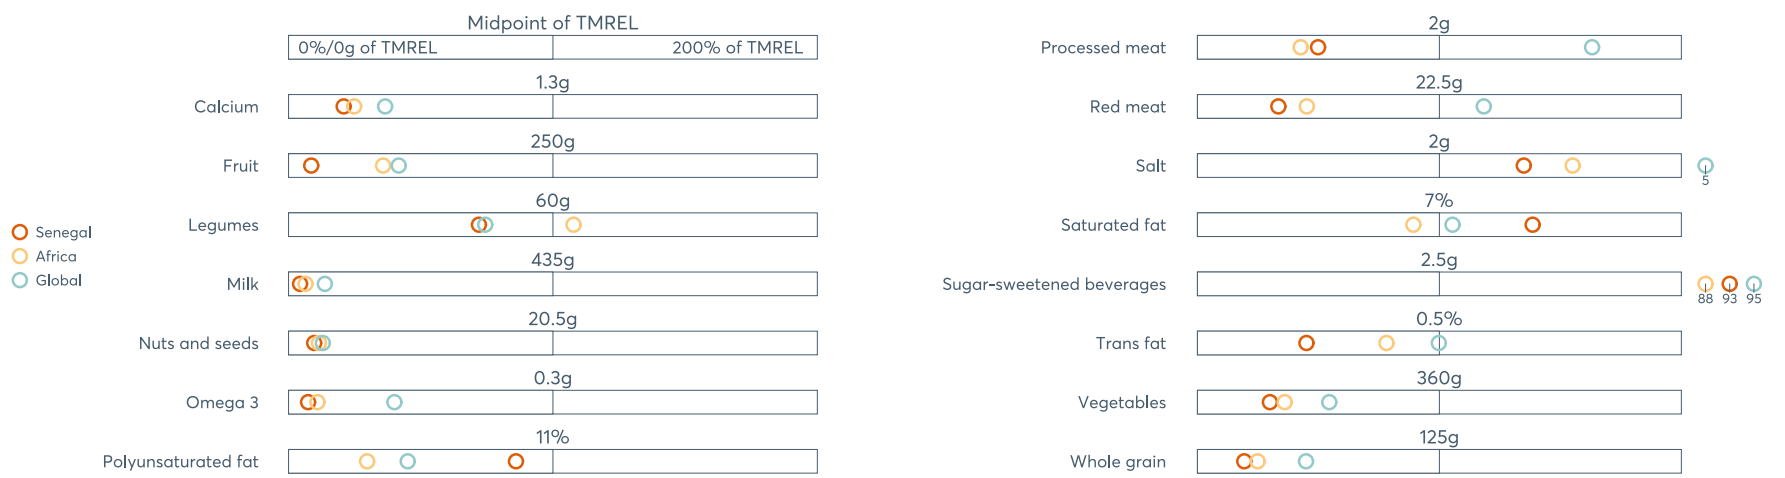 Midpoint of TMREL
0%/0g of TMREL 200% of TMREL
Calcium
1.3g
Fruit
250g
Legumes
60g
Milk
435g
Nuts and seeds
20.5g
Omega 3
0.3g
Polyunsaturated fat
11%
Senegal
Africa
Global
Processed meat
2g
Red meat
22.5g
Salt
2g
5
Saturated fat
7%
Sugar-sweetened beverages
2.5g
88 93 95
Trans fat
0.5%
Vegetables
360g
Whole grain
125g